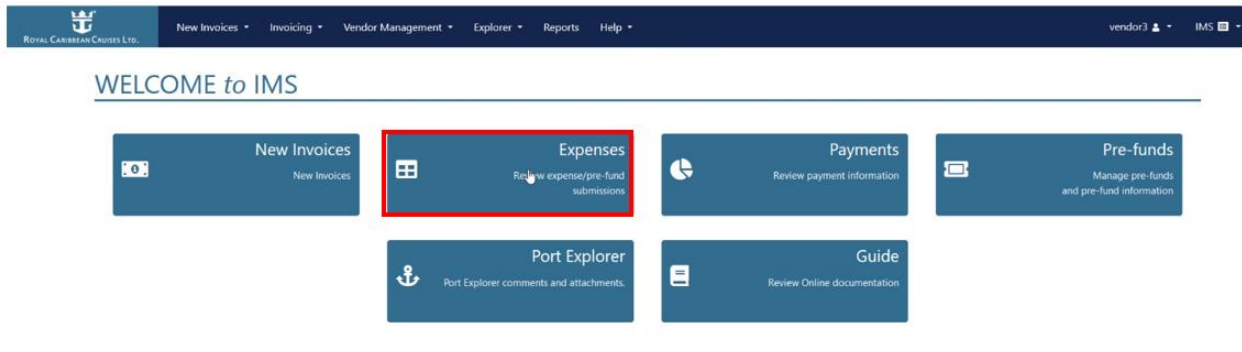 ROYAL CARIBBEAN CRUISES LTD.
New Invoices
Invoicing
Vendor Management
Explorer
Reports
Help
vendor3
IMS
WELCOME to IMS
New Invoices
New Invoices
Expenses
Review expense/pre-fund
submissions
Payments
Review payment information
Pre-funds
Manage pre-funds
and pre-fund information
Port Explorer
Port Explorer comments and attachments.
Guide
Review Online documentation